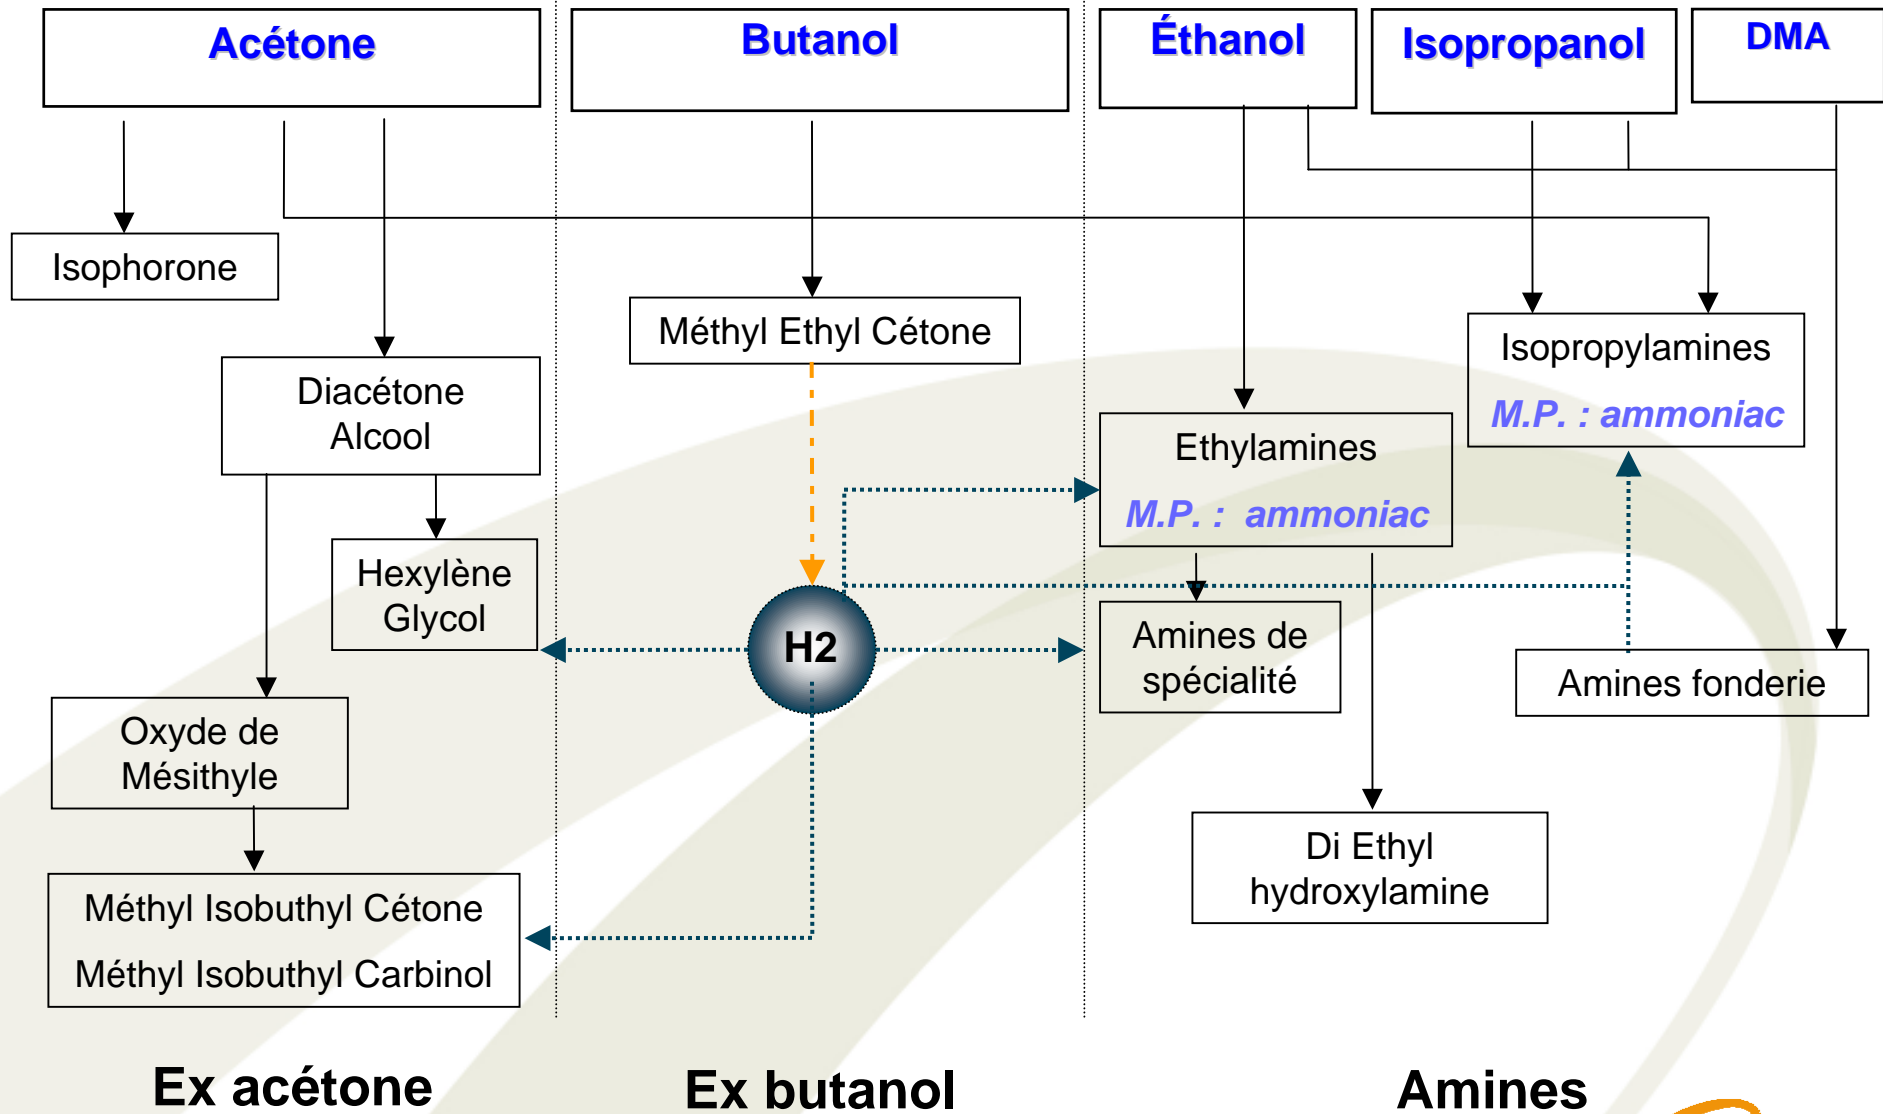 Acétone
Butanol
Éthanol
Isopropanol
DMA
Isophorone
Méthyl Ethyl Cétone
Isopropylamines
M.P. : ammoniac
Diacétone
Alcool
Ethylamines
M.P. : ammoniac
Hexylène
Glycol
H2
Amines de
spécialité
Amines fonderie
Oxyde de
Mésithyle
Di Ethyl
hydroxylamine
Méthyl Isobuthyl Cétone
Méthyl Isobuthyl Carbinol
Ex acétone
Ex butanol
Amines